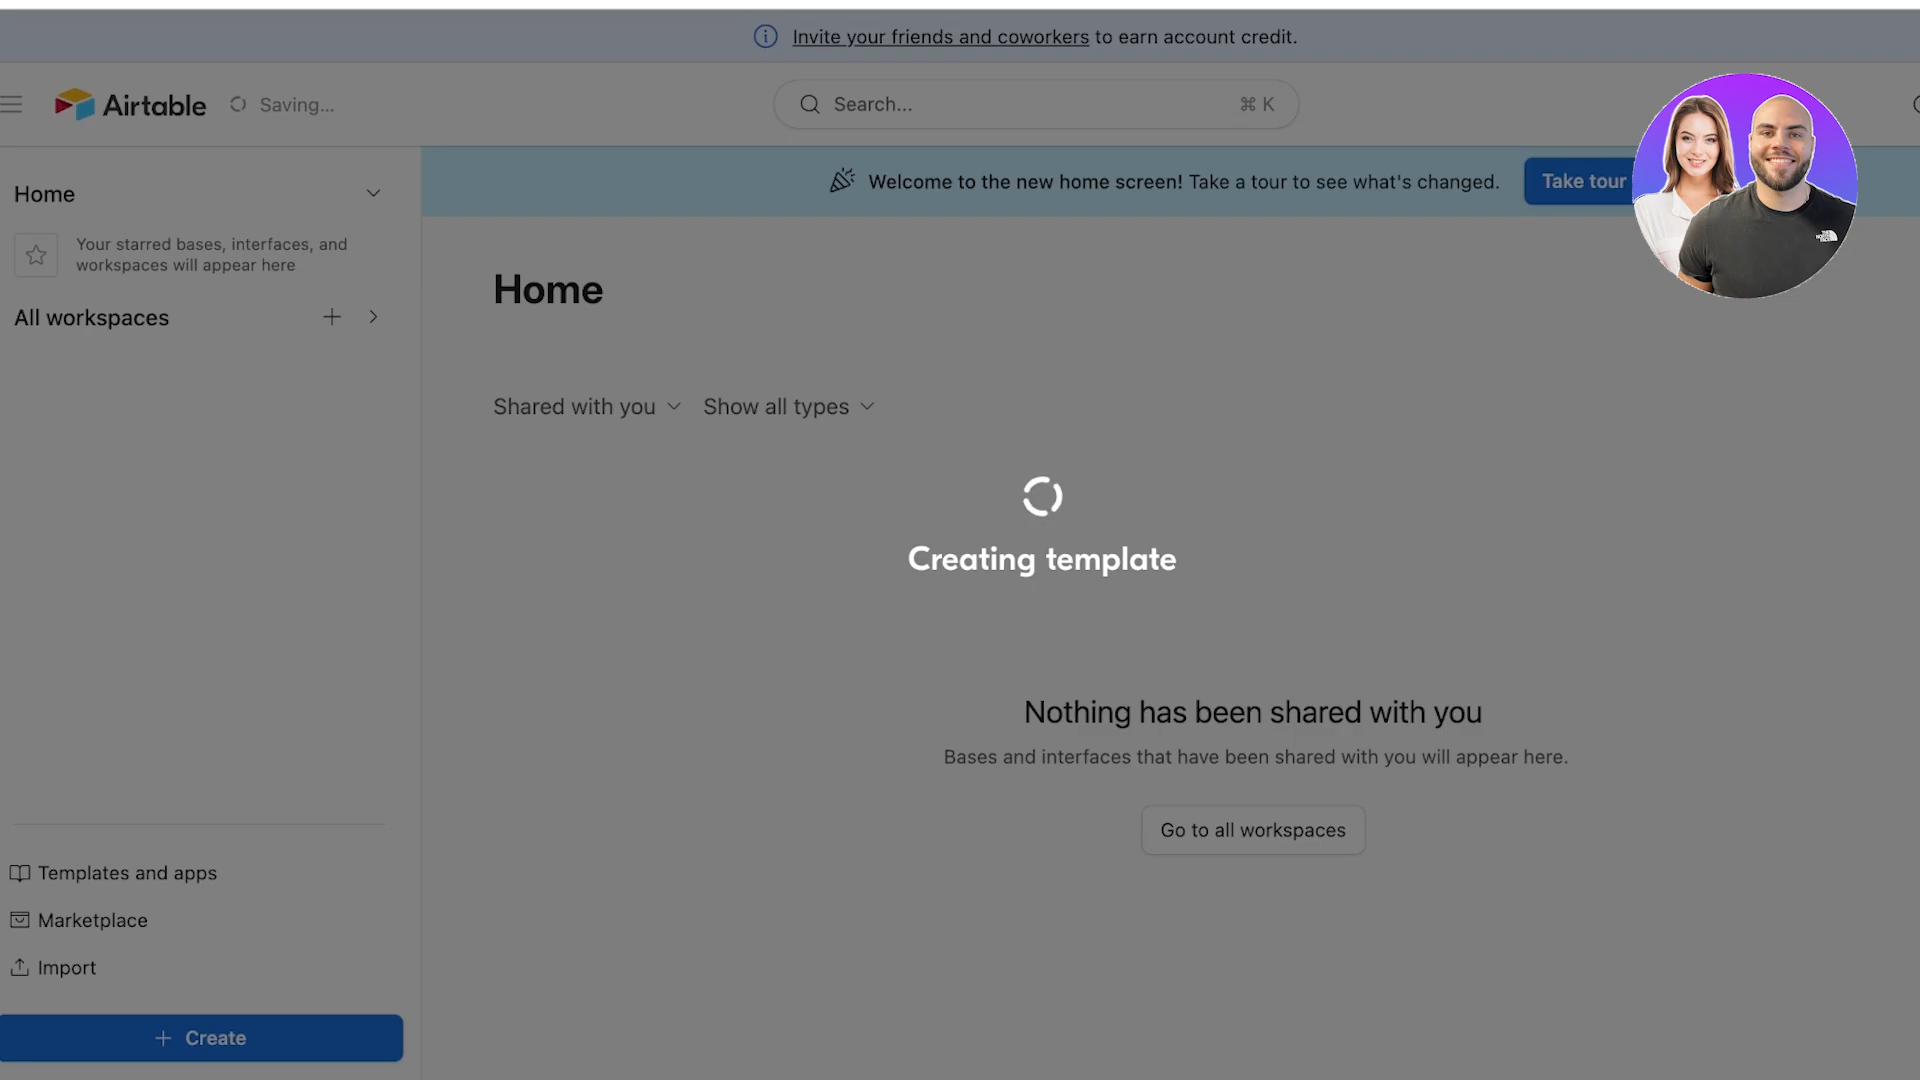 Invite your friends and coworkers to earn account credit.
Airtable
Saving...
Search...
⌘ K
Home
Welcome to the new home screen! Take a tour to see what's changed.
Take tour
Your starred bases, interfaces, and
workspaces will appear here
All workspaces
Home
Shared with you
Show all types
Creating template
Nothing has been shared with you
Bases and interfaces that have been shared with you will appear here.
Go to all workspaces
Templates and apps
Marketplace
Import
+ Create
THE
NORTH
FACE